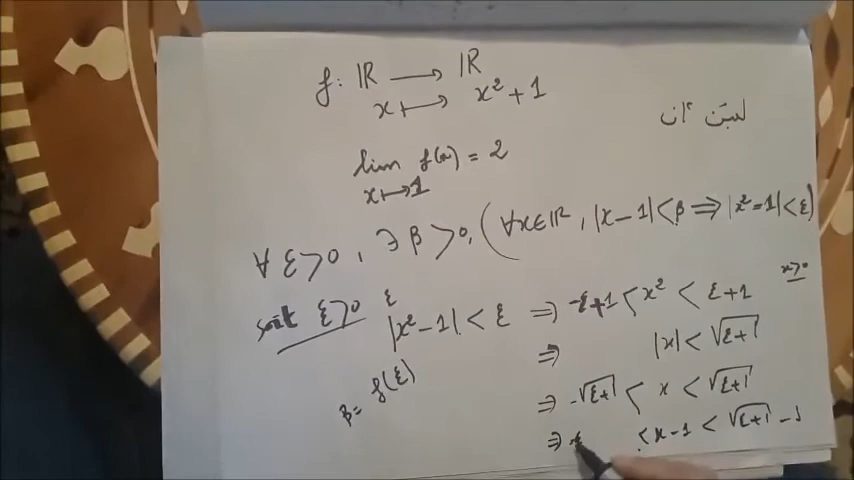 f: ℝ ⟶ ℝ
x ⟼ x² + 1
لنبين أن
lim f(x) = 2
x ⟼ 1
∀ ε > 0 , ∃ β > 0, (∀x ∈ ℝ , |x - 1| < β ⟹ |x² - 1| < ε)
x > 0
soit ε > 0 |x² - 1| < ε ⟹ -ε + 1 < x² < ε + 1
⟹ |x| < √(ε+1)
β = f(ε) ⟹ -√(ε+1) < x < √(ε+1)
⟹ < x - 1 < √(ε+1) - 1